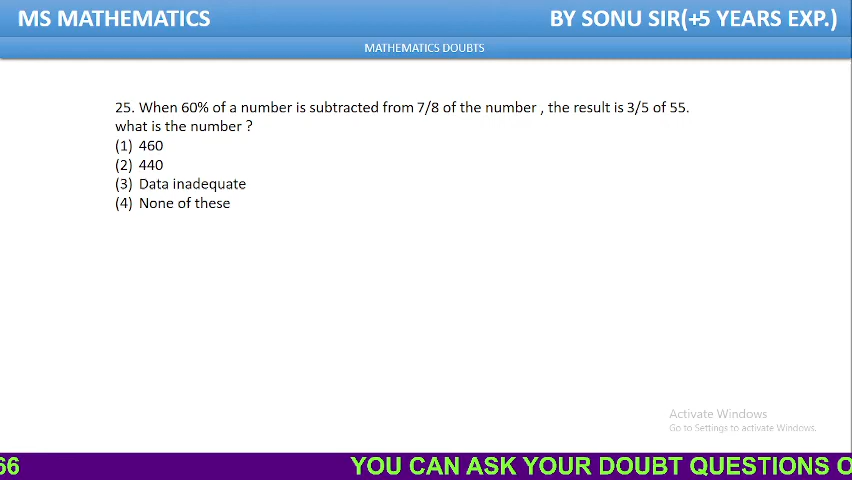 MS MATHEMATICS
BY SONU SIR(+5 YEARS EXP.)
MATHEMATICS DOUBTS
25. When 60% of a number is subtracted from 7/8 of the number , the result is 3/5 of 55.
what is the number ?
(1) 460
(2) 440
(3) Data inadequate
(4) None of these
Activate Windows
Go to Settings to activate Windows.
66
YOU CAN ASK YOUR DOUBT QUESTIONS O